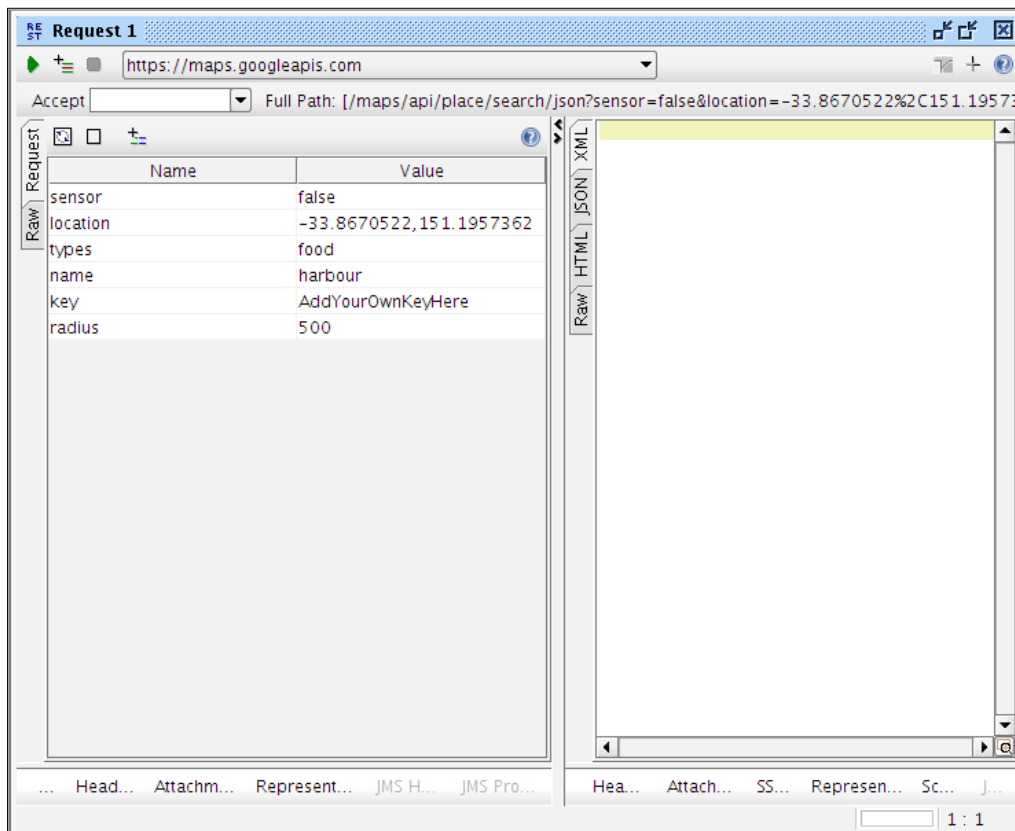 RE ST Request 1
https://maps.googleapis.com
Accept Full Path: [/maps/api/place/search/json?sensor=false&location=-33.8670522%2C151.19573
Request
Raw
Name Value
sensor false
location -33.8670522,151.1957362
types food
name harbour
key AddYourOwnKeyHere
radius 500
XML
JSON
HTML
Raw
... Head... Attachm... Represent... JMS H... JMS Pro...
Hea... Attach... SS... Represen... Sc... J...
1 : 1